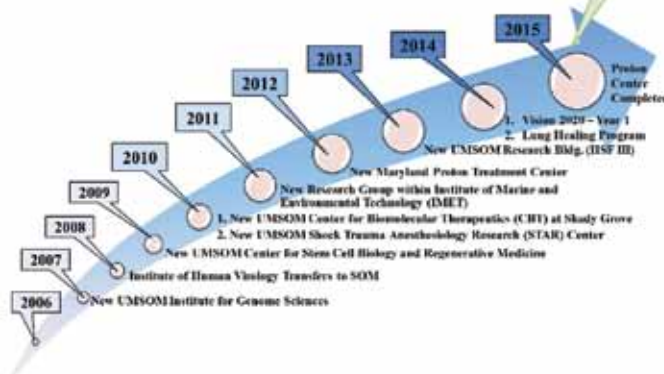 2015
Proton
Center
Completed
2014
1. Vision 2020 – Year 1
2. Lung Healing Program
2013
New UMSOM Research Bldg. (HSF III)
2012
New Maryland Proton Treatment Center
2011
New Research Group within Institute of Marine and
Environmental Technology (IMET)
2010
1. New UMSOM Center for Biomolecular Therapeutics (CBT) at Shady Grove
2. New UMSOM Shock Trauma Anesthesiology Research (STAR) Center
2009
New UMSOM Center for Stem Cell Biology and Regenerative Medicine
2008
Institute of Human Virology Transfers to SOM
2007
New UMSOM Institute for Genome Sciences
2006